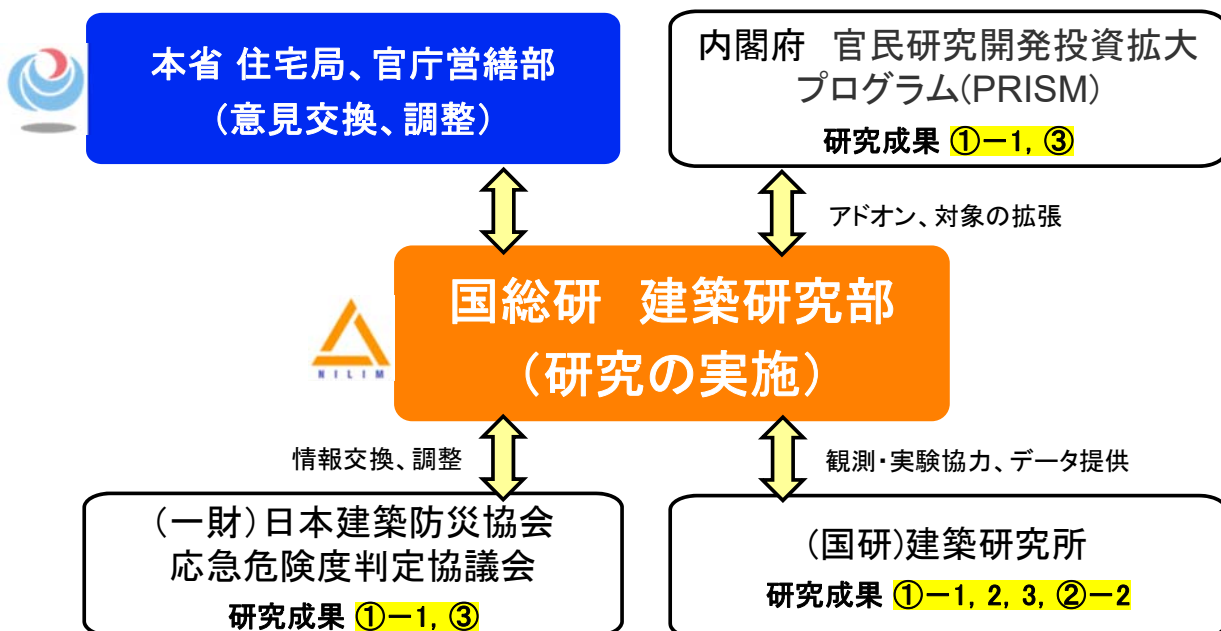 本省 住宅局、官庁営繕部
(意見交換、調整)
内閣府　官民研究開発投資拡大
プログラム(PRISM)
研究成果 ①ー1, ③
アドオン、対象の拡張
国総研　建築研究部
(研究の実施)
NILIM
情報交換、調整
観測・実験協力、データ提供
(一財)日本建築防災協会
応急危険度判定協議会
研究成果 ①ー1, ③
(国研)建築研究所
研究成果 ①ー1, 2, 3, ②ー2